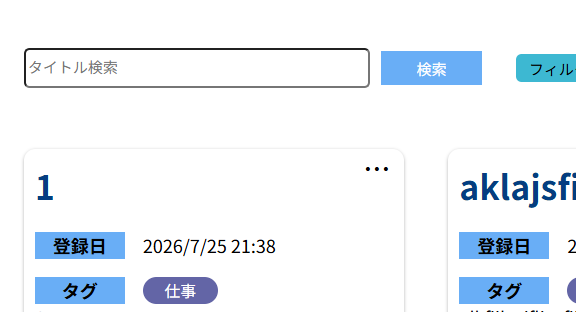 タイトル検索 検索 フィル
1 ... aklajsfi
登録日 2026/7/25 21:38 登録日 2
タグ 仕事 タグ